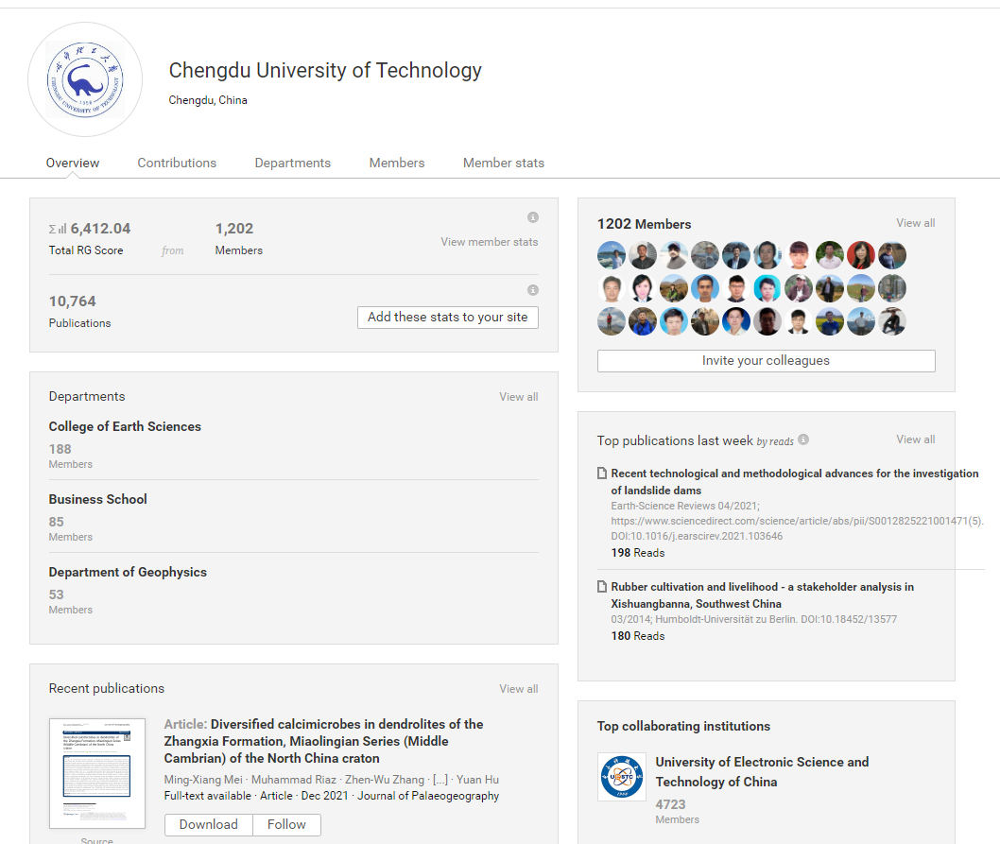 CHENGDU UNIVERSITY OF TECHNOLOGY
1956
Chengdu University of Technology
Chengdu, China
Overview Contributions Departments Members Member stats
Σ 6,412.04 1,202
Total RG Score from Members View member stats
10,764
Publications
Add these stats to your site
Departments View all
College of Earth Sciences
188
Members
Business School
85
Members
Department of Geophysics
53
Members
Recent publications View all
Article: Diversified calcimicrobes in dendrolites of the
Zhangxia Formation, Miaolingian Series (Middle
Cambrian) of the North China craton
Ming-Xiang Mei · Muhammad Riaz · Zhen-Wu Zhang · [...] · Yuan Hu
Full-text available · Article · Dec 2021 · Journal of Palaeogeography
Download Follow
Source
1202 Members View all
Invite your colleagues
Top publications last week by reads View all
Recent technological and methodological advances for the investigation
of landslide dams
Earth-Science Reviews 04/2021;
https://www.sciencedirect.com/science/article/abs/pii/S0012825221001471(5).
DOI:10.1016/j.earscirev.2021.103646
198 Reads
Rubber cultivation and livelihood - a stakeholder analysis in
Xishuangbanna, Southwest China
03/2014; Humboldt-Universität zu Berlin. DOI:10.18452/13577
180 Reads
Top collaborating institutions
University of Electronic Science and
Technology of China
4723
Members